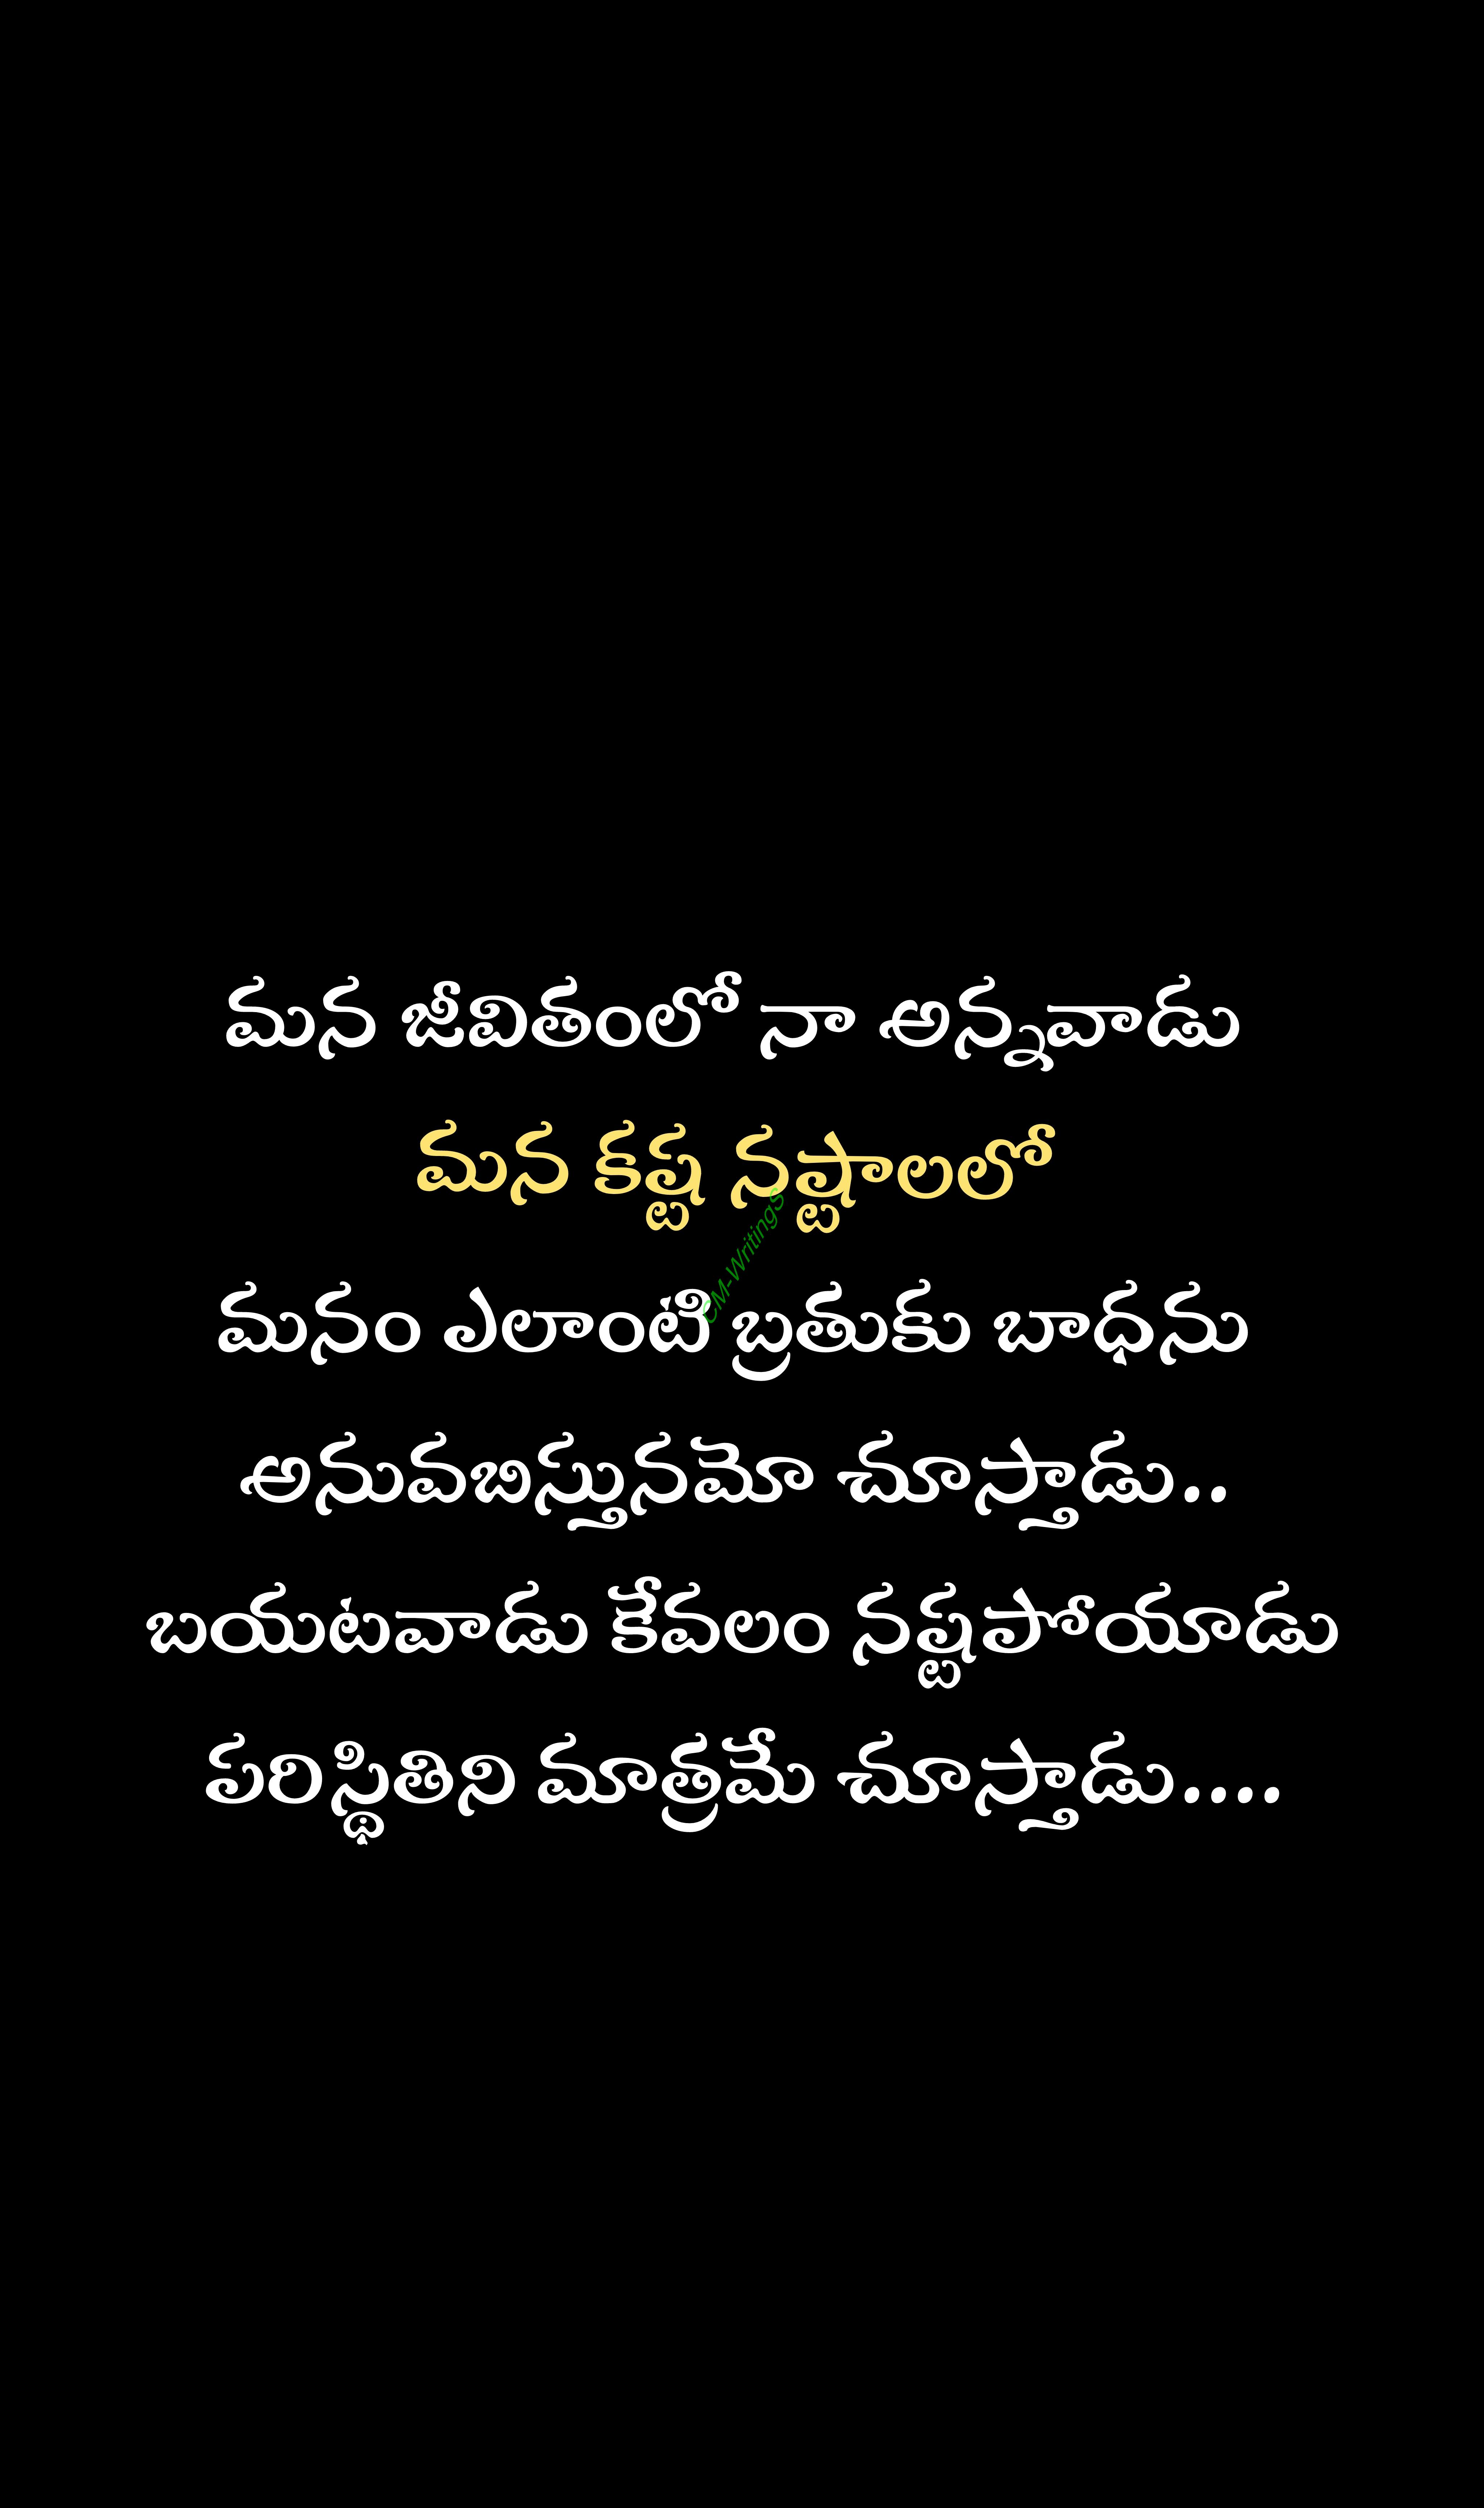 మన జీవితంలో నా అన్నవాడు
మన కష్ట నష్టాలలో
మనం ఎలాంటి బ్రతుకు బాధను
అనువబిస్తునమో చూస్తాడు..
బయటవాడు కేవలం నష్టపోయాడు
పరిస్థితిని మాత్రమే చూస్తాడు....
CM-WritingS